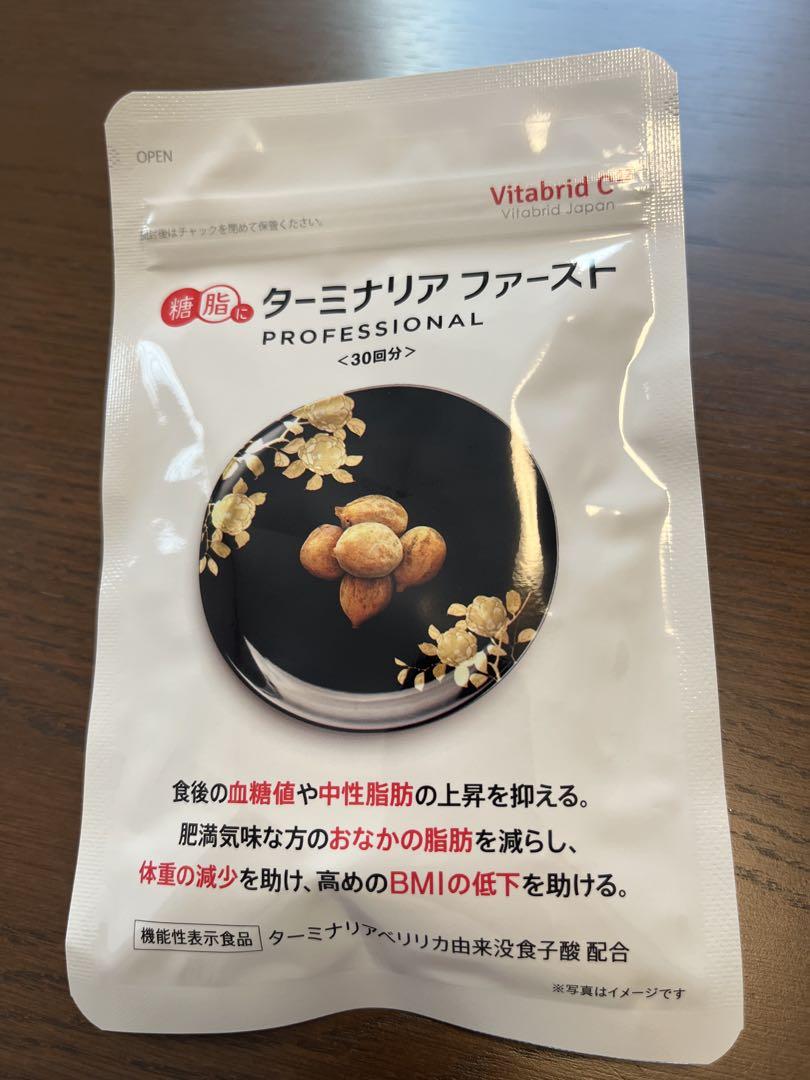 OPEN
Vitabrid C
Vitabrid Japan
開封後はチャックを閉めて保管ください。
糖 脂 に ターミナリア ファースト
PROFESSIONAL
<30回分>
食後の血糖値や中性脂肪の上昇を抑える。
肥満気味な方のおなかの脂肪を減らし、
体重の減少を助け、高めのBMIの低下を助ける。
機能性表示食品 ターミナリアベリリカ由来没食子酸 配合
※写真はイメージです